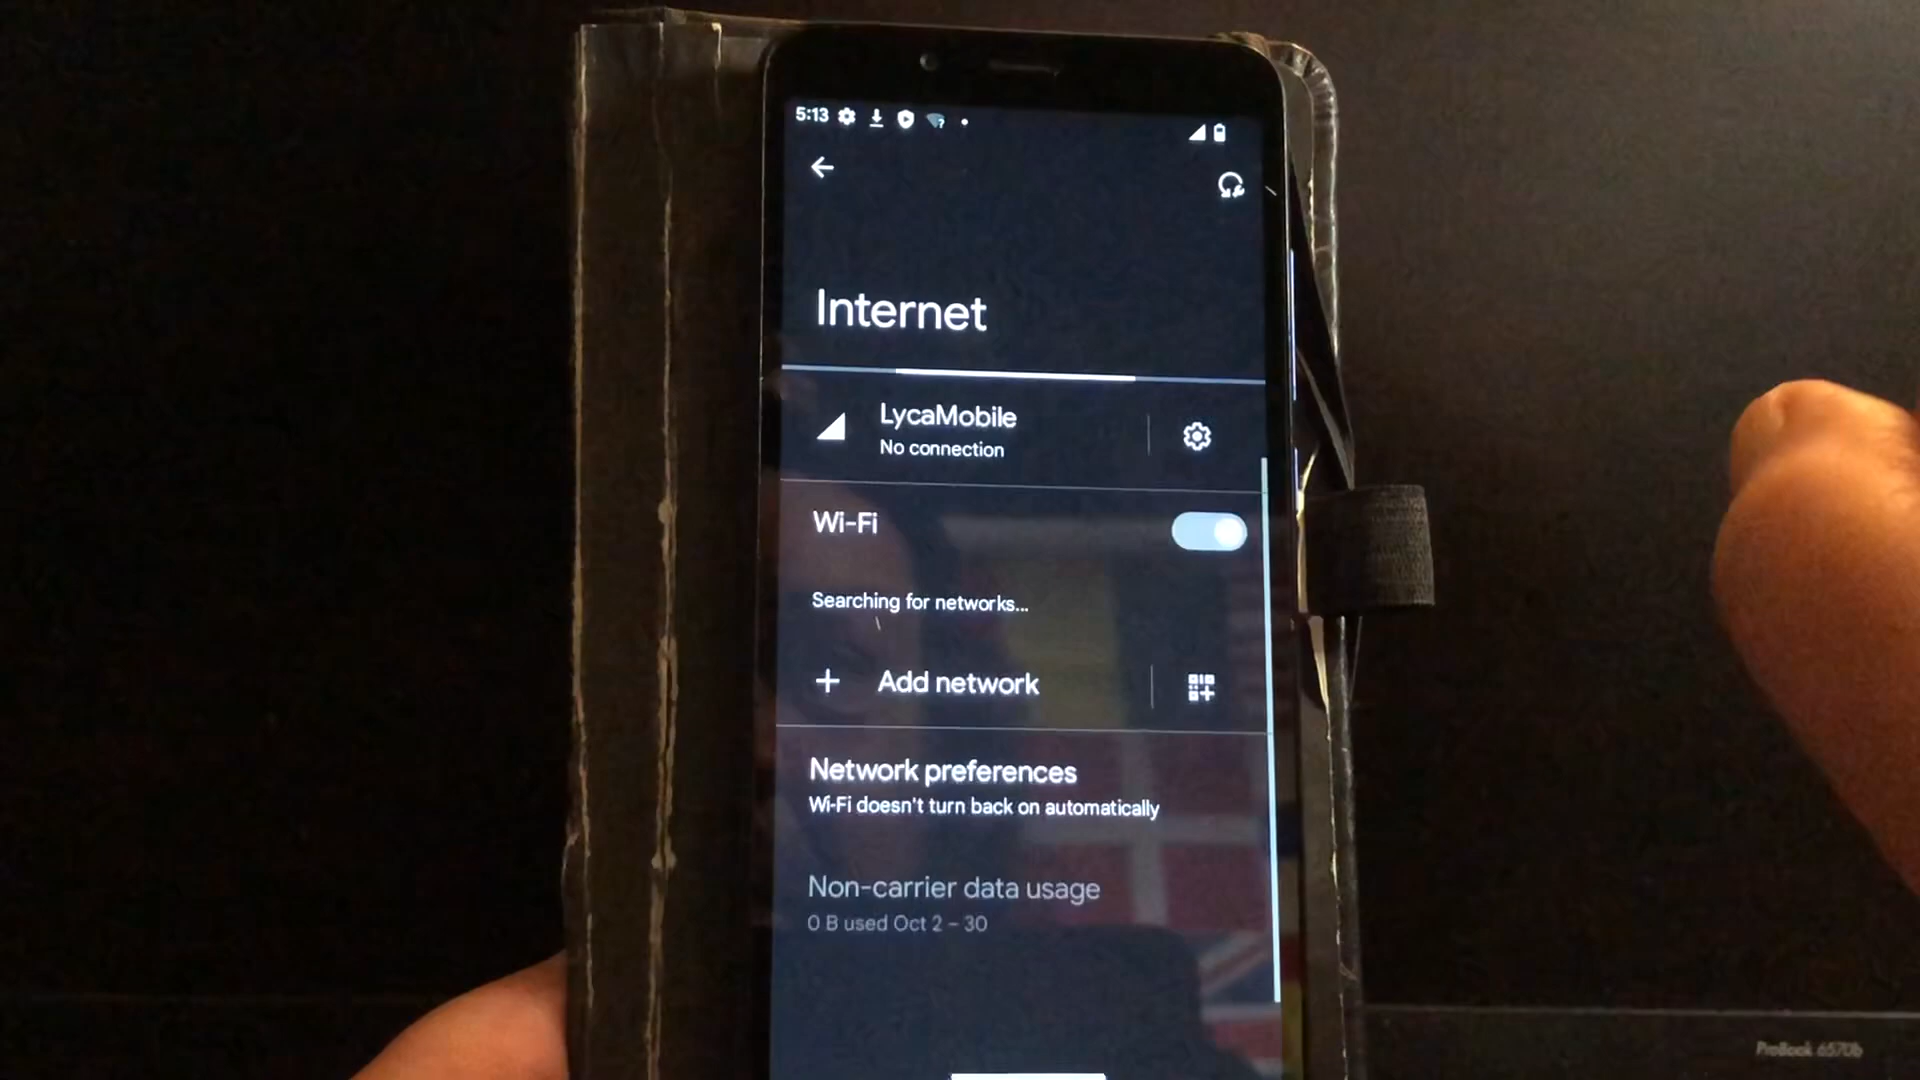 5:13
Internet
LycaMobile
No connection
Wi-Fi
Searching for networks...
Add network
Network preferences
Wi-Fi doesn't turn back on automatically
Non-carrier data usage
0 B used Oct 2 – 30
ProBook 6570b